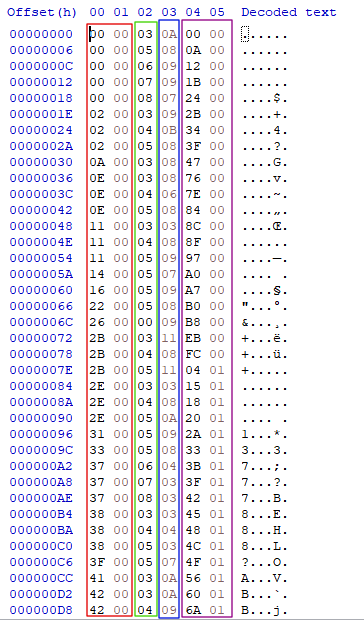 Offset(h) 00 01 02 03 04 05 Decoded text
00000000 00 00 03 0A 00 00 ......
00000006 00 00 05 08 0A 00 ......
0000000C 00 00 06 09 12 00 ......
00000012 00 00 07 09 1B 00 ......
00000018 00 00 08 07 24 00 ....$.
0000001E 02 00 03 09 2B 00 ....+.
00000024 02 00 04 0B 34 00 ....4.
0000002A 02 00 05 08 3F 00 ....?.
00000030 0A 00 03 08 47 00 ....G.
00000036 0E 00 03 08 76 00 ....v.
0000003C 0E 00 04 06 7E 00 ....~.
00000042 0E 00 05 08 84 00 ....„.
00000048 11 00 03 03 8C 00 ....Œ.
0000004E 11 00 04 08 8F 00 ......
00000054 11 00 05 09 97 00 ....—.
0000005A 14 00 05 07 A0 00 .... .
00000060 16 00 05 09 A7 00 ....§.
00000066 22 00 05 08 B0 00 "...°.
0000006C 26 00 00 09 B8 00 &...¸.
00000072 2B 00 03 11 EB 00 +...ë.
00000078 2B 00 04 08 FC 00 +...ü.
0000007E 2B 00 05 11 04 01 +.....
00000084 2E 00 03 03 15 01 ......
0000008A 2E 00 04 08 18 01 ......
00000090 2E 00 05 0A 20 01 .... .
00000096 31 00 05 09 2A 01 1...*.
0000009C 33 00 05 08 33 01 3...3.
000000A2 37 00 06 04 3B 01 7...;.
000000A8 37 00 07 03 3F 01 7...?.
000000AE 37 00 08 03 42 01 7...B.
000000B4 38 00 03 03 45 01 8...E.
000000BA 38 00 04 04 48 01 8...H.
000000C0 38 00 05 03 4C 01 8...L.
000000C6 3F 00 05 07 4F 01 ?...O.
000000CC 41 00 03 0A 56 01 A...V.
000000D2 42 00 03 0A 60 01 B...`.
000000D8 42 00 04 09 6A 01 B...j.